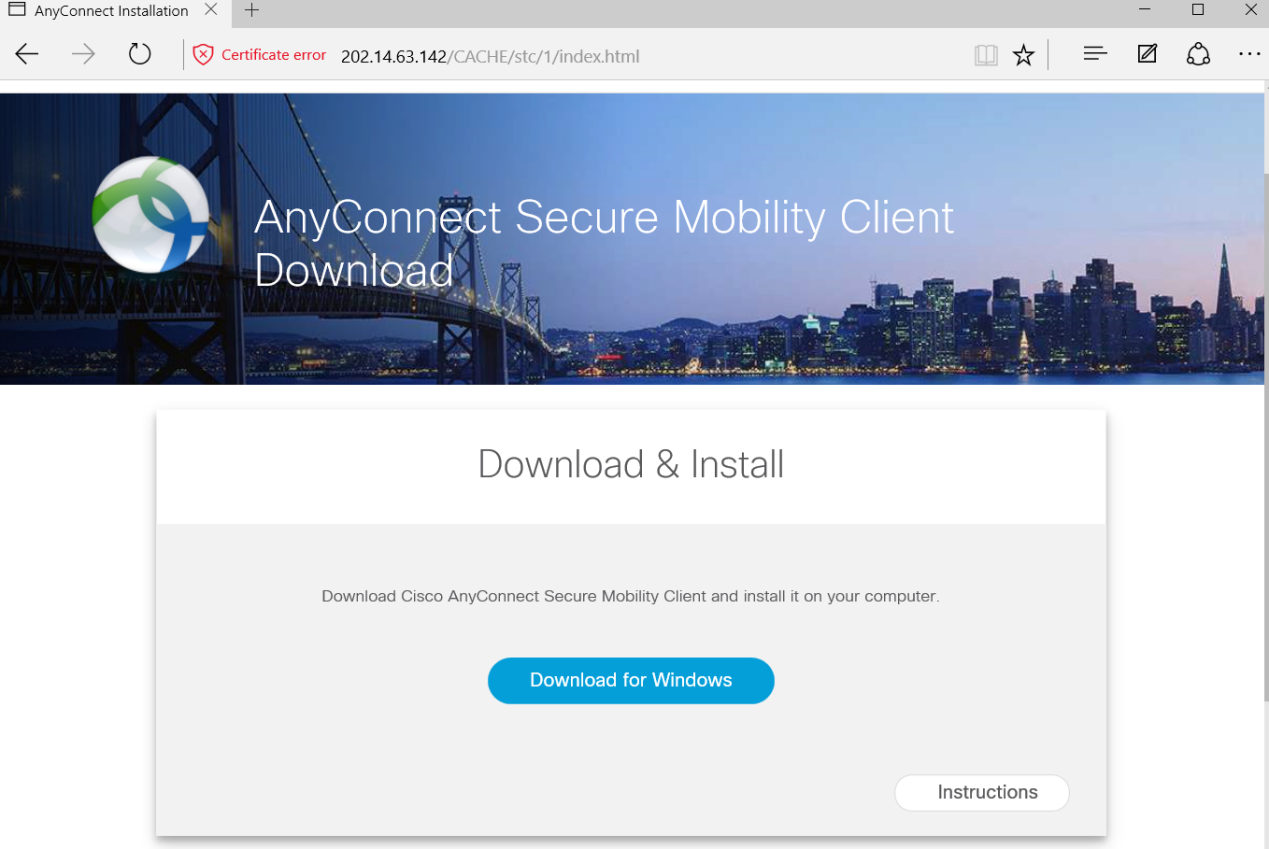 AnyConnect Installation
Certificate error 202.14.63.142/CACHE/stc/1/index.html
AnyConnect Secure Mobility Client
Download
Download & Install
Download Cisco AnyConnect Secure Mobility Client and install it on your computer.
Download for Windows
Instructions